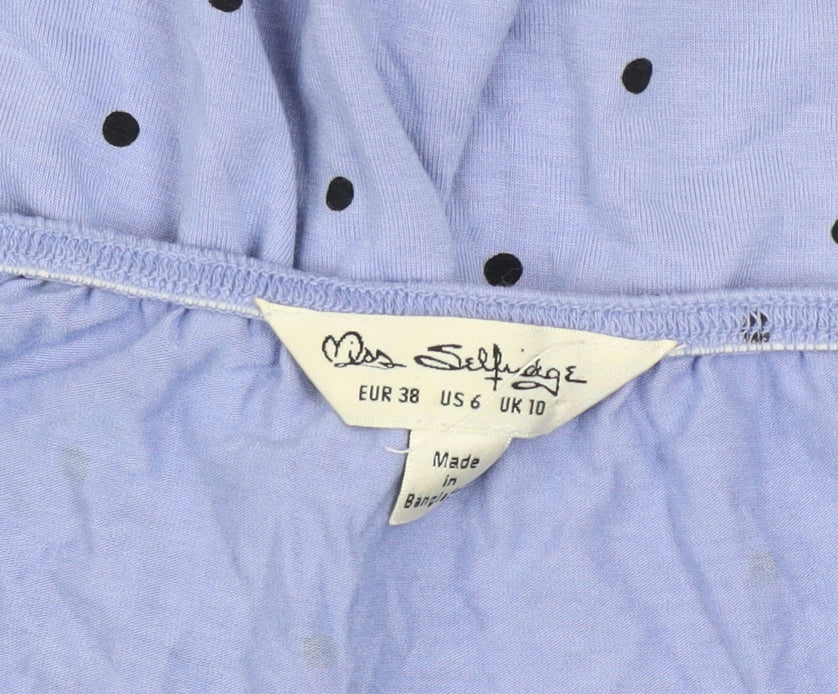 Miss Selfridge
EUR 38 US 6 UK 10
Made
in